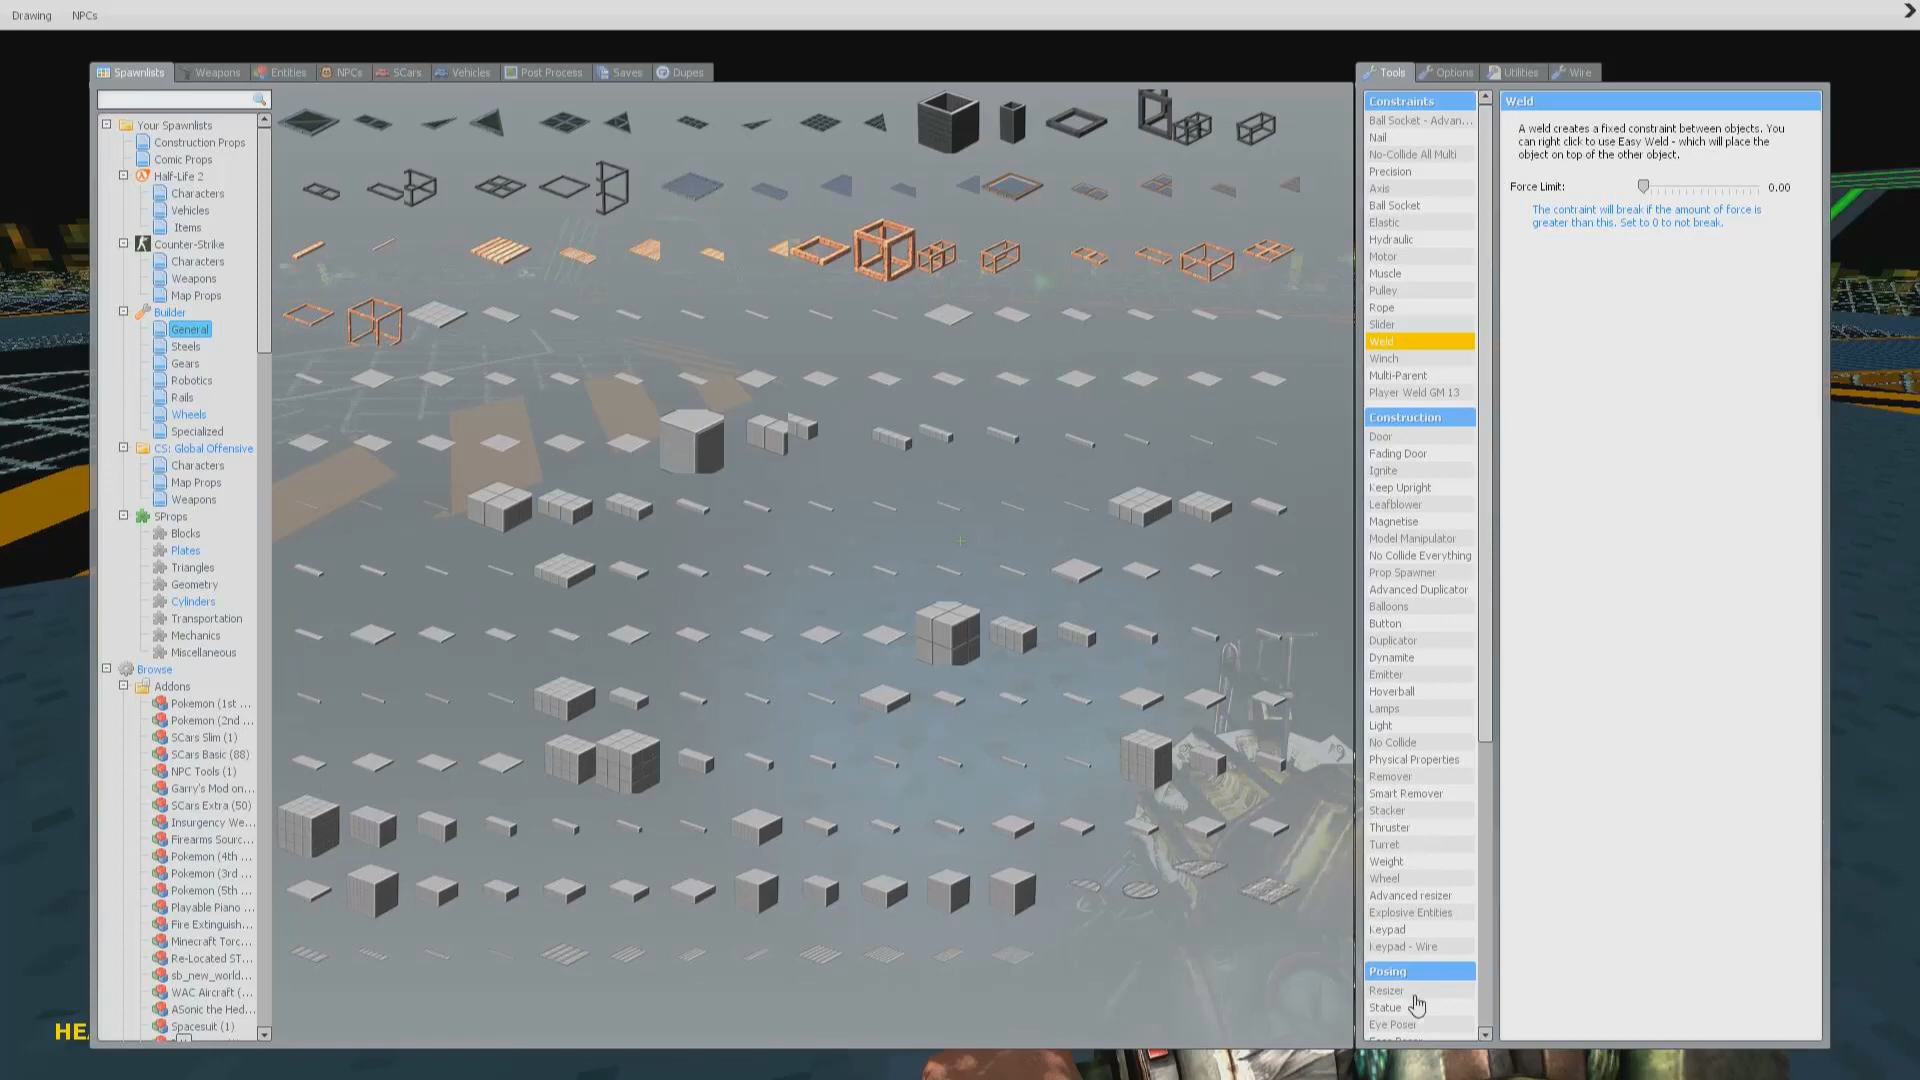 Drawing NPCs
Spawnlists Weapons Entities NPCs SCars Vehicles Post Process Saves Dupes
Your Spawnlists
Construction Props
Comic Props
Half-Life 2
Characters
Vehicles
Items
Counter-Strike
Characters
Weapons
Map Props
Builder
General
Steels
Gears
Robotics
Rails
Wheels
Specialized
CS: Global Offensive
Characters
Map Props
Weapons
SProps
Blocks
Plates
Triangles
Geometry
Cylinders
Transportation
Mechanics
Miscellaneous
Browse
Addons
Pokemon (1st ...
Pokemon (2nd ...
SCars Slim (1)
SCars Basic (88)
NPC Tools (1)
Garry's Mod on...
SCars Extra (50)
Insurgency We...
Firearms Sourc...
Pokemon (4th ...
Pokemon (3rd ...
Pokemon (5th ...
Playable Piano ...
Fire Extinguish...
Minecraft Torc...
Re-Located ST...
sb_new_world...
WAC Aircraft (...
ASonic the Hed...
Spacesuit (1)
HE
Tools Options Utilities Wire
Constraints
Ball Socket - Advan...
Nail
No-Collide All Multi
Precision
Axis
Ball Socket
Elastic
Hydraulic
Motor
Muscle
Pulley
Rope
Slider
Weld
Winch
Multi-Parent
Player Weld GM 13
Construction
Door
Fading Door
Ignite
Keep Upright
Leafblower
Magnetise
Model Manipulator
No Collide Everything
Prop Spawner
Advanced Duplicator
Balloons
Button
Duplicator
Dynamite
Emitter
Hoverball
Lamps
Light
No Collide
Physical Properties
Remover
Smart Remover
Stacker
Thruster
Turret
Weight
Wheel
Advanced resizer
Explosive Entities
Keypad
Keypad - Wire
Posing
Resizer
Statue
Eye Poser
Weld
A weld creates a fixed constraint between objects. You
can right click to use Easy Weld - which will place the
object on top of the other object.
Force Limit: 0.00
The contraint will break if the amount of force is
greater than this. Set to 0 to not break.